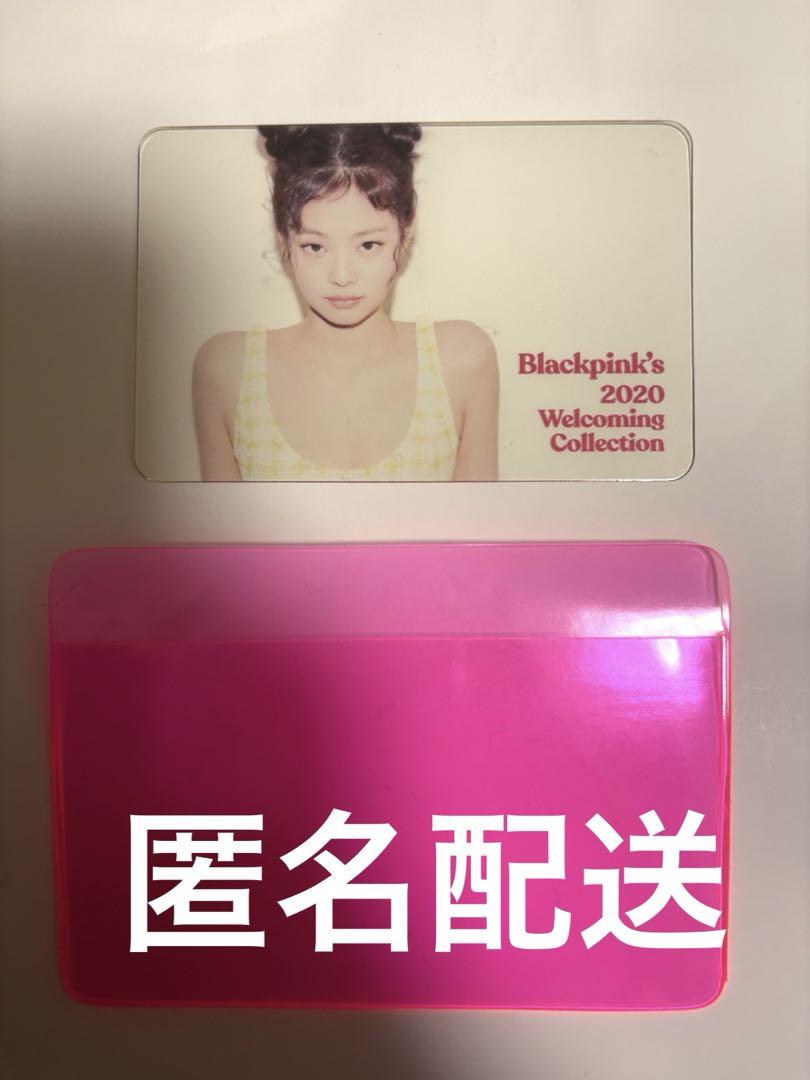 Blackpink's
2020
Welcoming
Collection
匿名配送